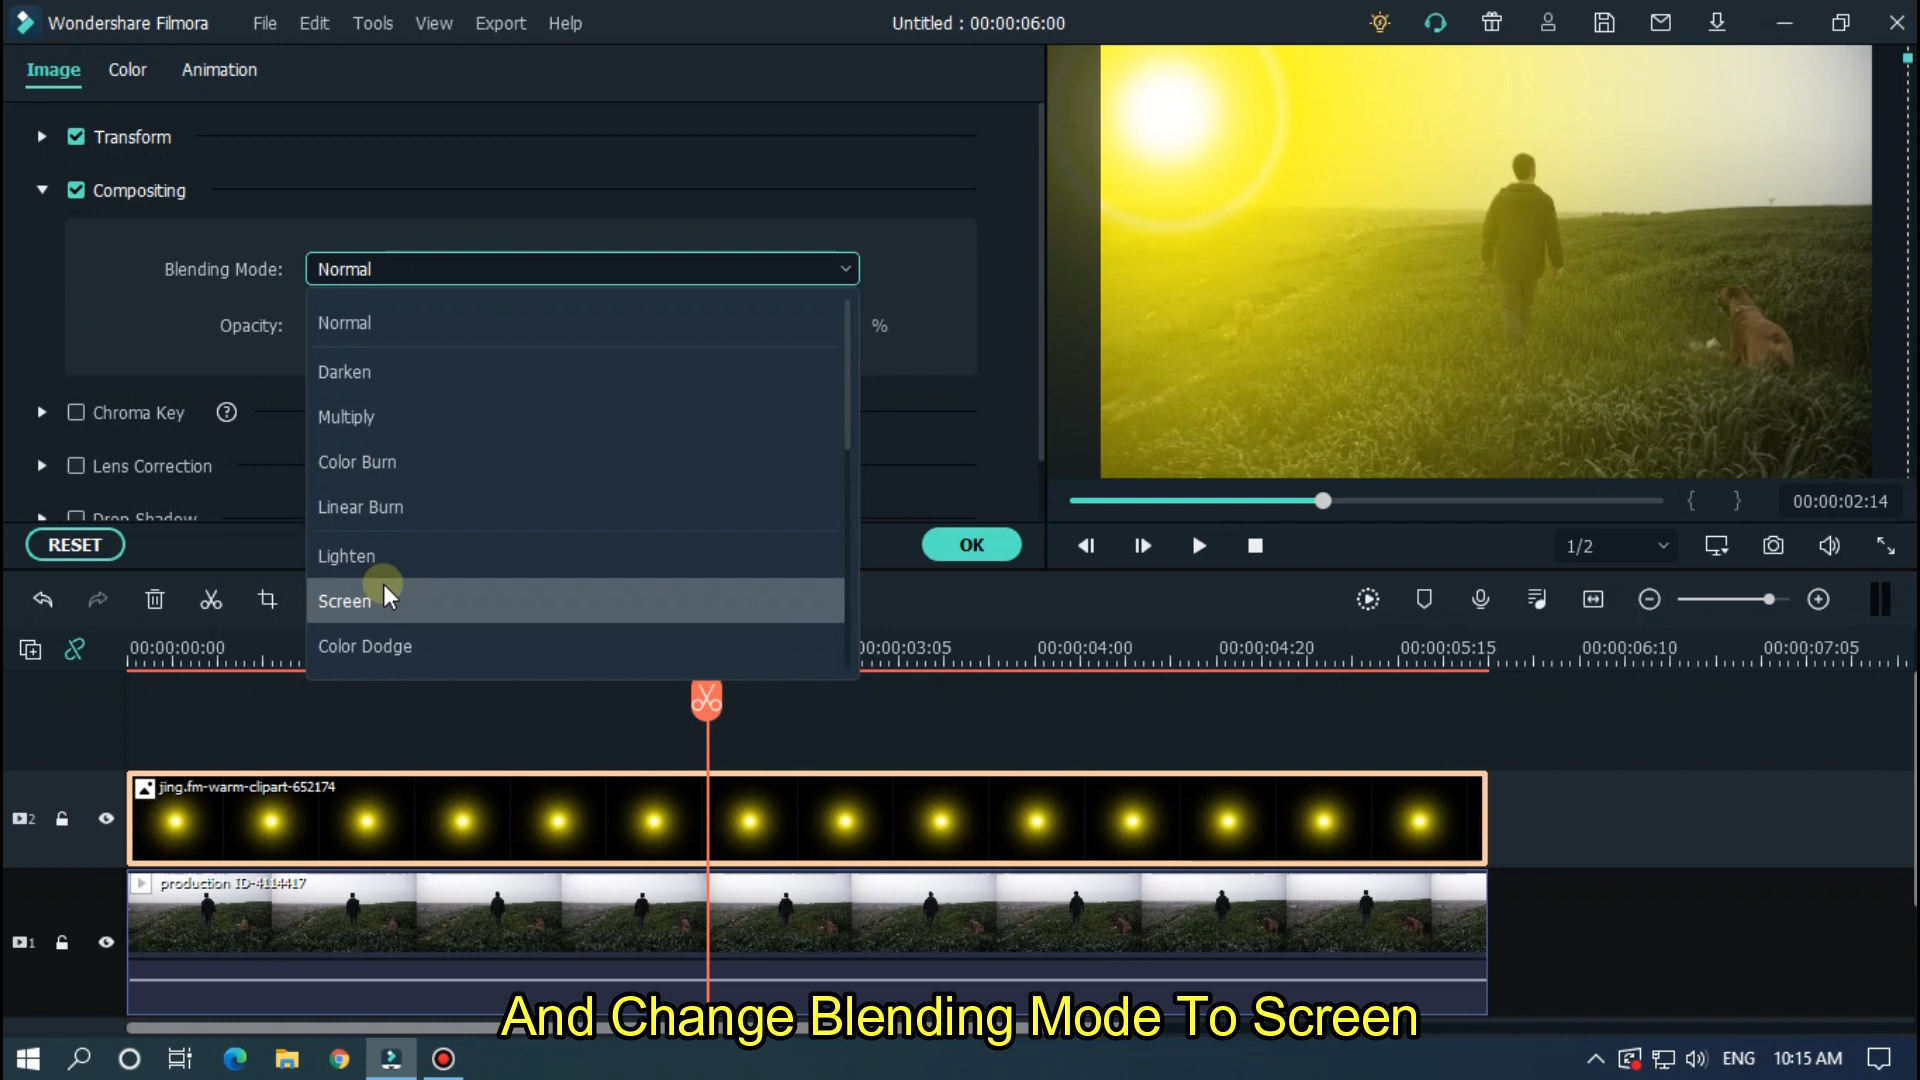 Wondershare Filmora File Edit Tools View Export Help Untitled : 00:00:06:00
Image Color Animation
Transform
Compositing
Blending Mode: Normal
Opacity: %
Normal
Darken
Multiply
Color Burn
Linear Burn
Lighten
Screen
Color Dodge
Chroma Key ?
Lens Correction
Drop Shadow
RESET OK
{ } 00:00:02:14
1/2
00:00:00:00 00:00:03:05 00:00:04:00 00:00:04:20 00:00:05:15 00:00:06:10 00:00:07:05
jing.fm-warm-clipart-652174
2
production ID-4114417
1
And Change Blending Mode To Screen
ENG 10:15 AM